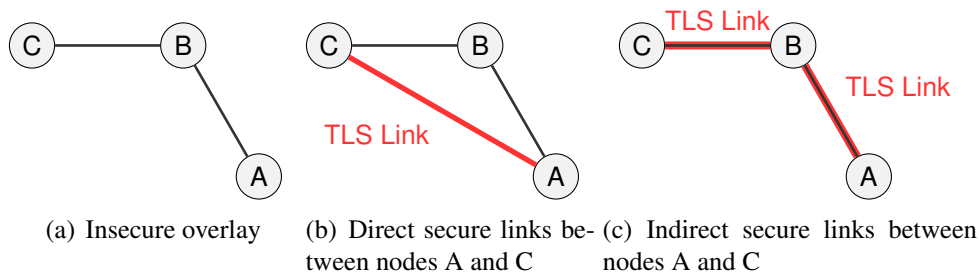 C
B
A
(a) Insecure overlay
C
B
TLS Link
A
(b) Direct secure links be-
tween nodes A and C
TLS Link
C
B
TLS Link
A
(c) Indirect secure links between
nodes A and C